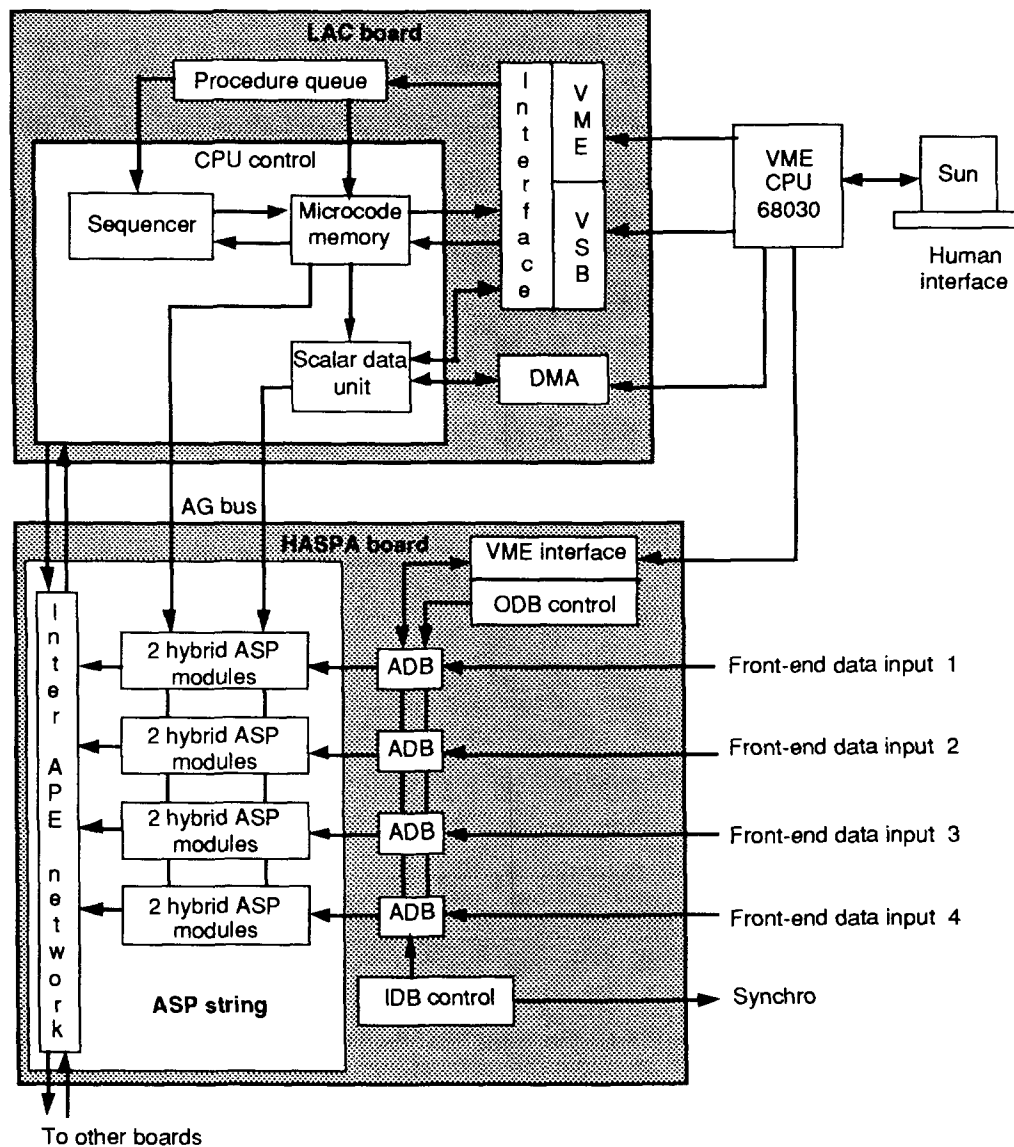 LAC board
Procedure queue
Interface
VME
VSB
VME
CPU
68030
Sun
Human
interface
CPU control
Sequencer
Microcode
memory
Scalar data
unit
DMA
AG bus
HASPA board
VME interface
ODB control
Inter APE network
2 hybrid ASP
modules
ADB
Front-end data input 1
2 hybrid ASP
modules
ADB
Front-end data input 2
2 hybrid ASP
modules
ADB
Front-end data input 3
2 hybrid ASP
modules
ADB
Front-end data input 4
ASP string
IDB control
Synchro
To other boards